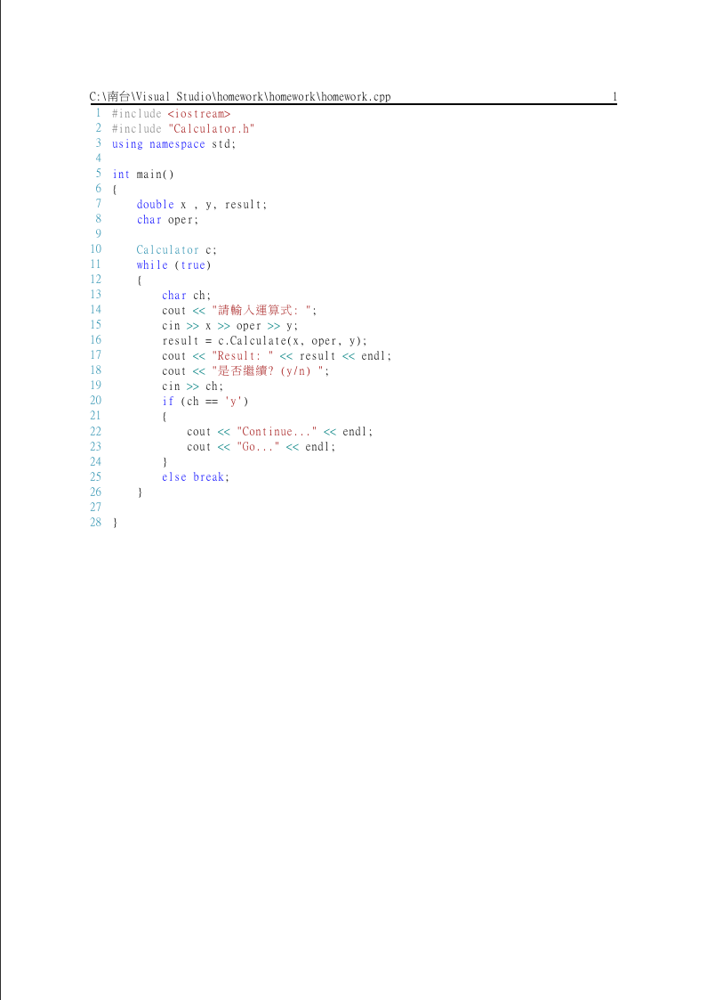 C:\南台\Visual Studio\homework\homework\homework.cpp 1
1 #include <iostream>
2 #include "Calculator.h"
3 using namespace std;
4
5 int main()
6 {
7     double x , y, result;
8     char oper;
9
10     Calculator c;
11     while (true)
12     {
13         char ch;
14         cout << "請輸入運算式: ";
15         cin >> x >> oper >> y;
16         result = c.Calculate(x, oper, y);
17         cout << "Result: " << result << endl;
18         cout << "是否繼續? (y/n) ";
19         cin >> ch;
20         if (ch == 'y')
21         {
22             cout << "Continue..." << endl;
23             cout << "Go..." << endl;
24         }
25         else break;
26     }
27
28 }